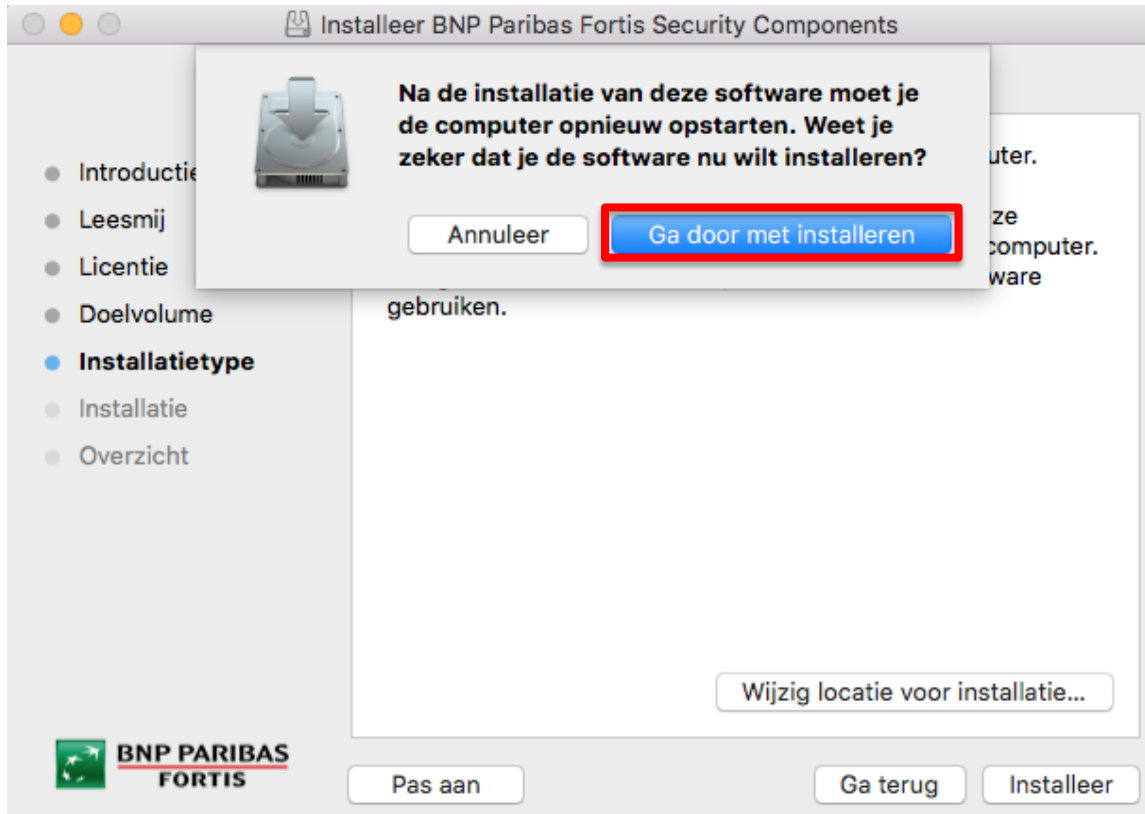 Installeer BNP Paribas Fortis Security Components
Na de installatie van deze software moet je
de computer opnieuw opstarten. Weet je
zeker dat je de software nu wilt installeren?
Annuleer
Ga door met installeren
Introductie
Leesmij
Licentie
Doelvolume
Installatietype
Installatie
Overzicht
uter.
ze
computer.
ware
gebruiken.
Wijzig locatie voor installatie...
BNP PARIBAS
FORTIS
Pas aan
Ga terug
Installeer